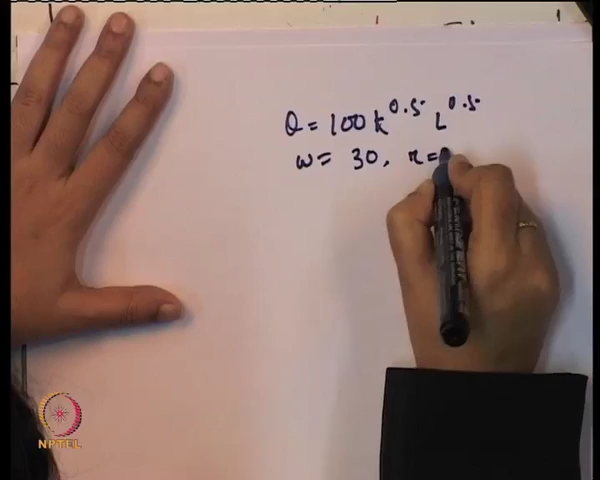 Q = 100 K^0.5 L^0.5
w = 30, r =
NPTEL